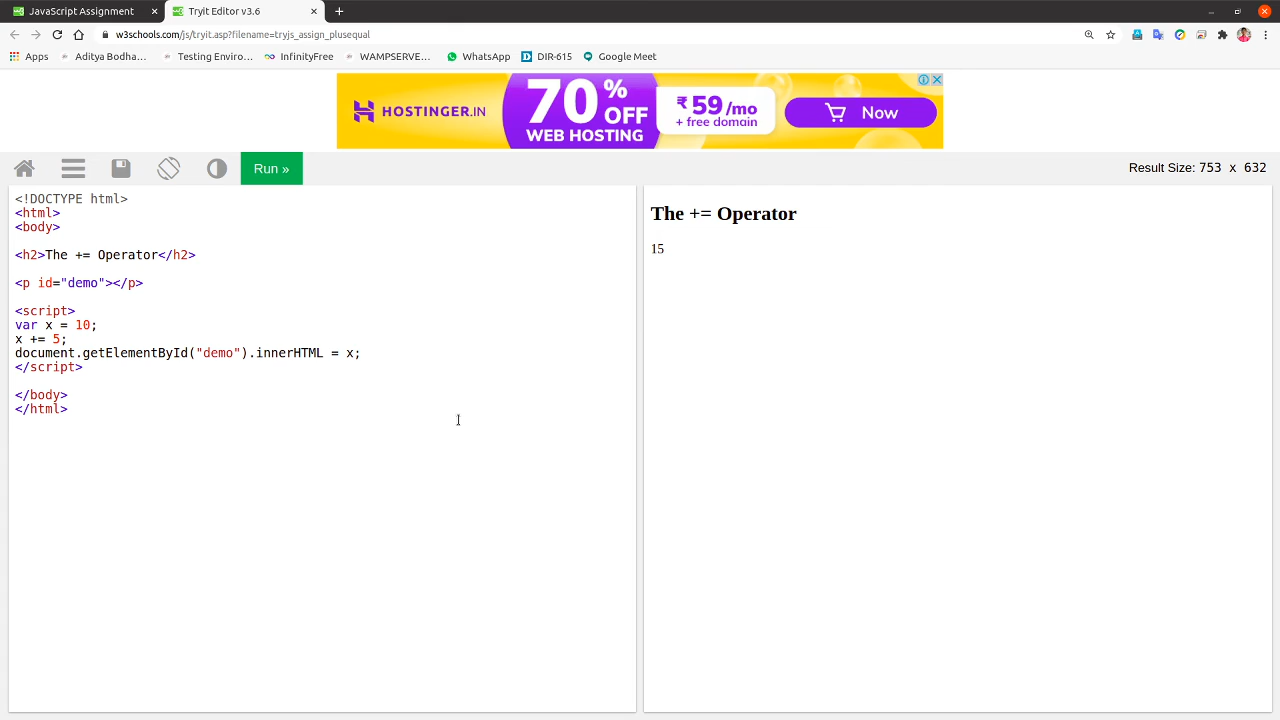 JavaScript Assignment
Tryit Editor v3.6
w3schools.com/js/tryit.asp?filename=tryjs_assign_plusequal
Apps
Aditya Bodha...
Testing Enviro...
InfinityFree
WAMPSERVE...
WhatsApp
DIR-615
Google Meet
HOSTINGER.IN
70% OFF
WEB HOSTING
₹ 59/mo
+ free domain
Now
Run »
Result Size: 753 x 632
<!DOCTYPE html>
<html>
<body>
<h2>The += Operator</h2>
<p id="demo"></p>
<script>
var x = 10;
x += 5;
document.getElementById("demo").innerHTML = x;
</script>
</body>
</html>
The += Operator
15